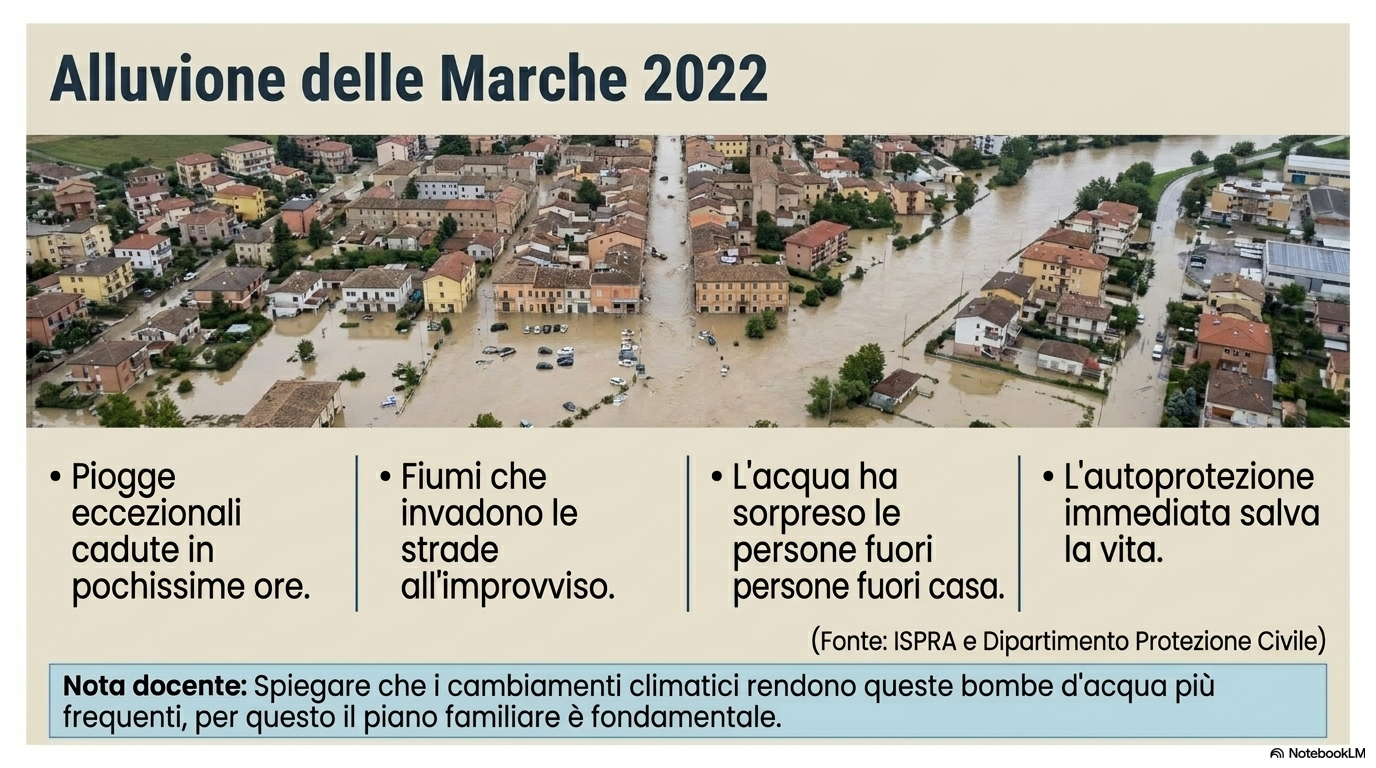 Alluvione delle Marche 2022
• Piogge
eccezionali
cadute in
pochissime ore.
• Fiumi che
invadono le
strade
all'improvviso.
• L'acqua ha
sorpreso le
persone fuori
persone fuori casa.
• L'autoprotezione
immediata salva
la vita.
(Fonte: ISPRA e Dipartimento Protezione Civile)
Nota docente: Spiegare che i cambiamenti climatici rendono queste bombe d'acqua più
frequenti, per questo il piano familiare è fondamentale.
NotebookLM